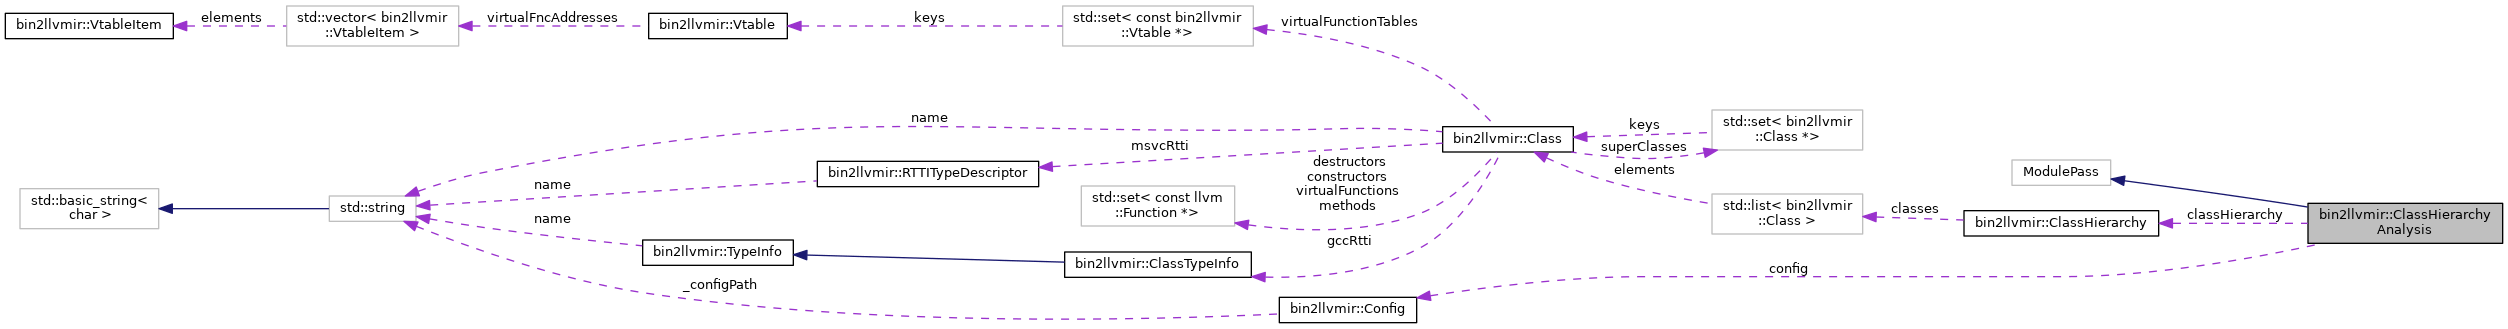 bin2llvmir::VtableItem
elements
std::vector< bin2llvmir
::VtableItem >
virtualFncAddresses
bin2llvmir::Vtable
keys
std::set< const bin2llvmir
::Vtable *>
virtualFunctionTables
name
msvcRtti
bin2llvmir::Class
keys
superClasses
elements
std::set< bin2llvmir
::Class *>
bin2llvmir::RTTITypeDescriptor
destructors
constructors
virtualFunctions
methods
std::set< const llvm
::Function *>
gccRtti
ModulePass
std::basic_string<
char >
std::string
name
name
_configPath
bin2llvmir::TypeInfo
bin2llvmir::ClassTypeInfo
std::list< bin2llvmir
::Class >
classes
bin2llvmir::ClassHierarchy
classHierarchy
bin2llvmir::ClassHierarchy
Analysis
config
bin2llvmir::Config